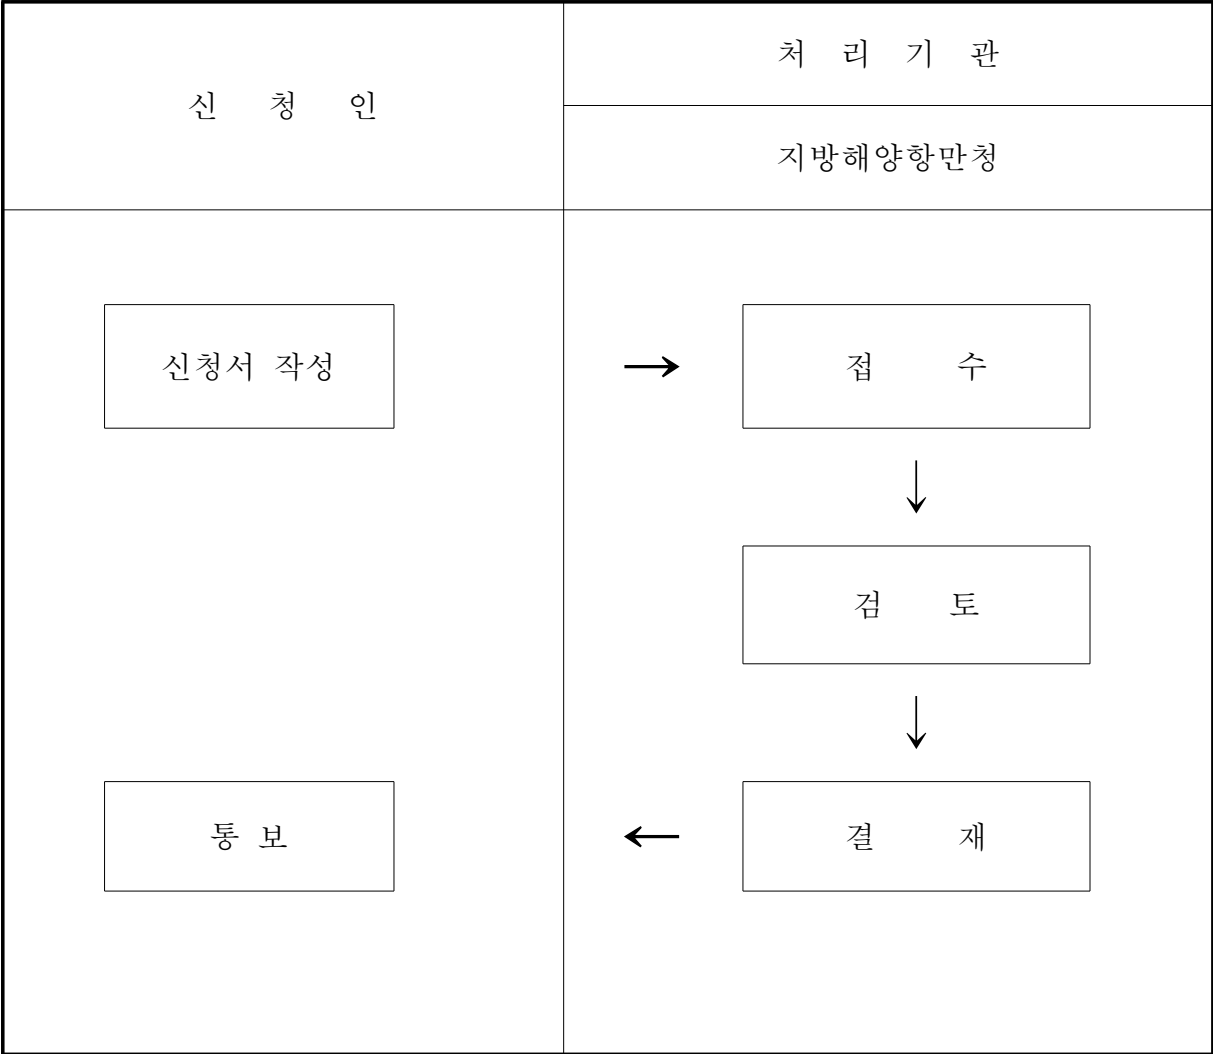 신 청 인
처 리 기 관
지방해양항만청
신청서 작성
→
접 수
↓
검 토
↓
통 보
←
결 재